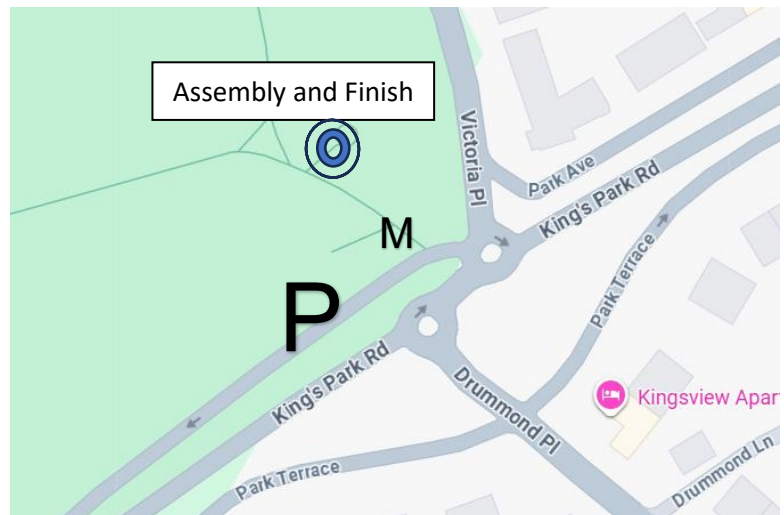 Assembly and Finish
Victoria Pl
Park Ave
King's Park Rd
M
Park Terrace
P
King's Park Rd
Drummond Pl
Kingsview Apar
Park Terrace
Drummond Ln